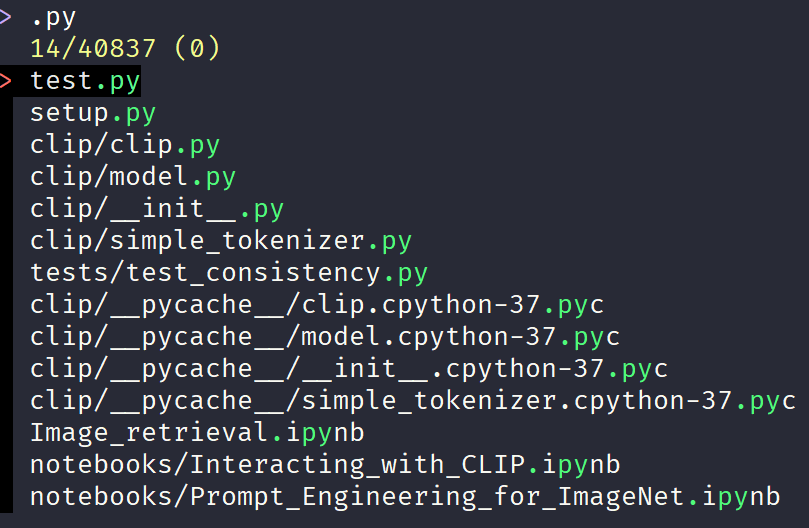 > .py
14/40837 (0)
> test.py
setup.py
clip/clip.py
clip/model.py
clip/__init__.py
clip/simple_tokenizer.py
tests/test_consistency.py
clip/__pycache__/clip.cpython-37.pyc
clip/__pycache__/model.cpython-37.pyc
clip/__pycache__/__init__.cpython-37.pyc
clip/__pycache__/simple_tokenizer.cpython-37.pyc
Image_retrieval.ipynb
notebooks/Interacting_with_CLIP.ipynb
notebooks/Prompt_Engineering_for_ImageNet.ipynb